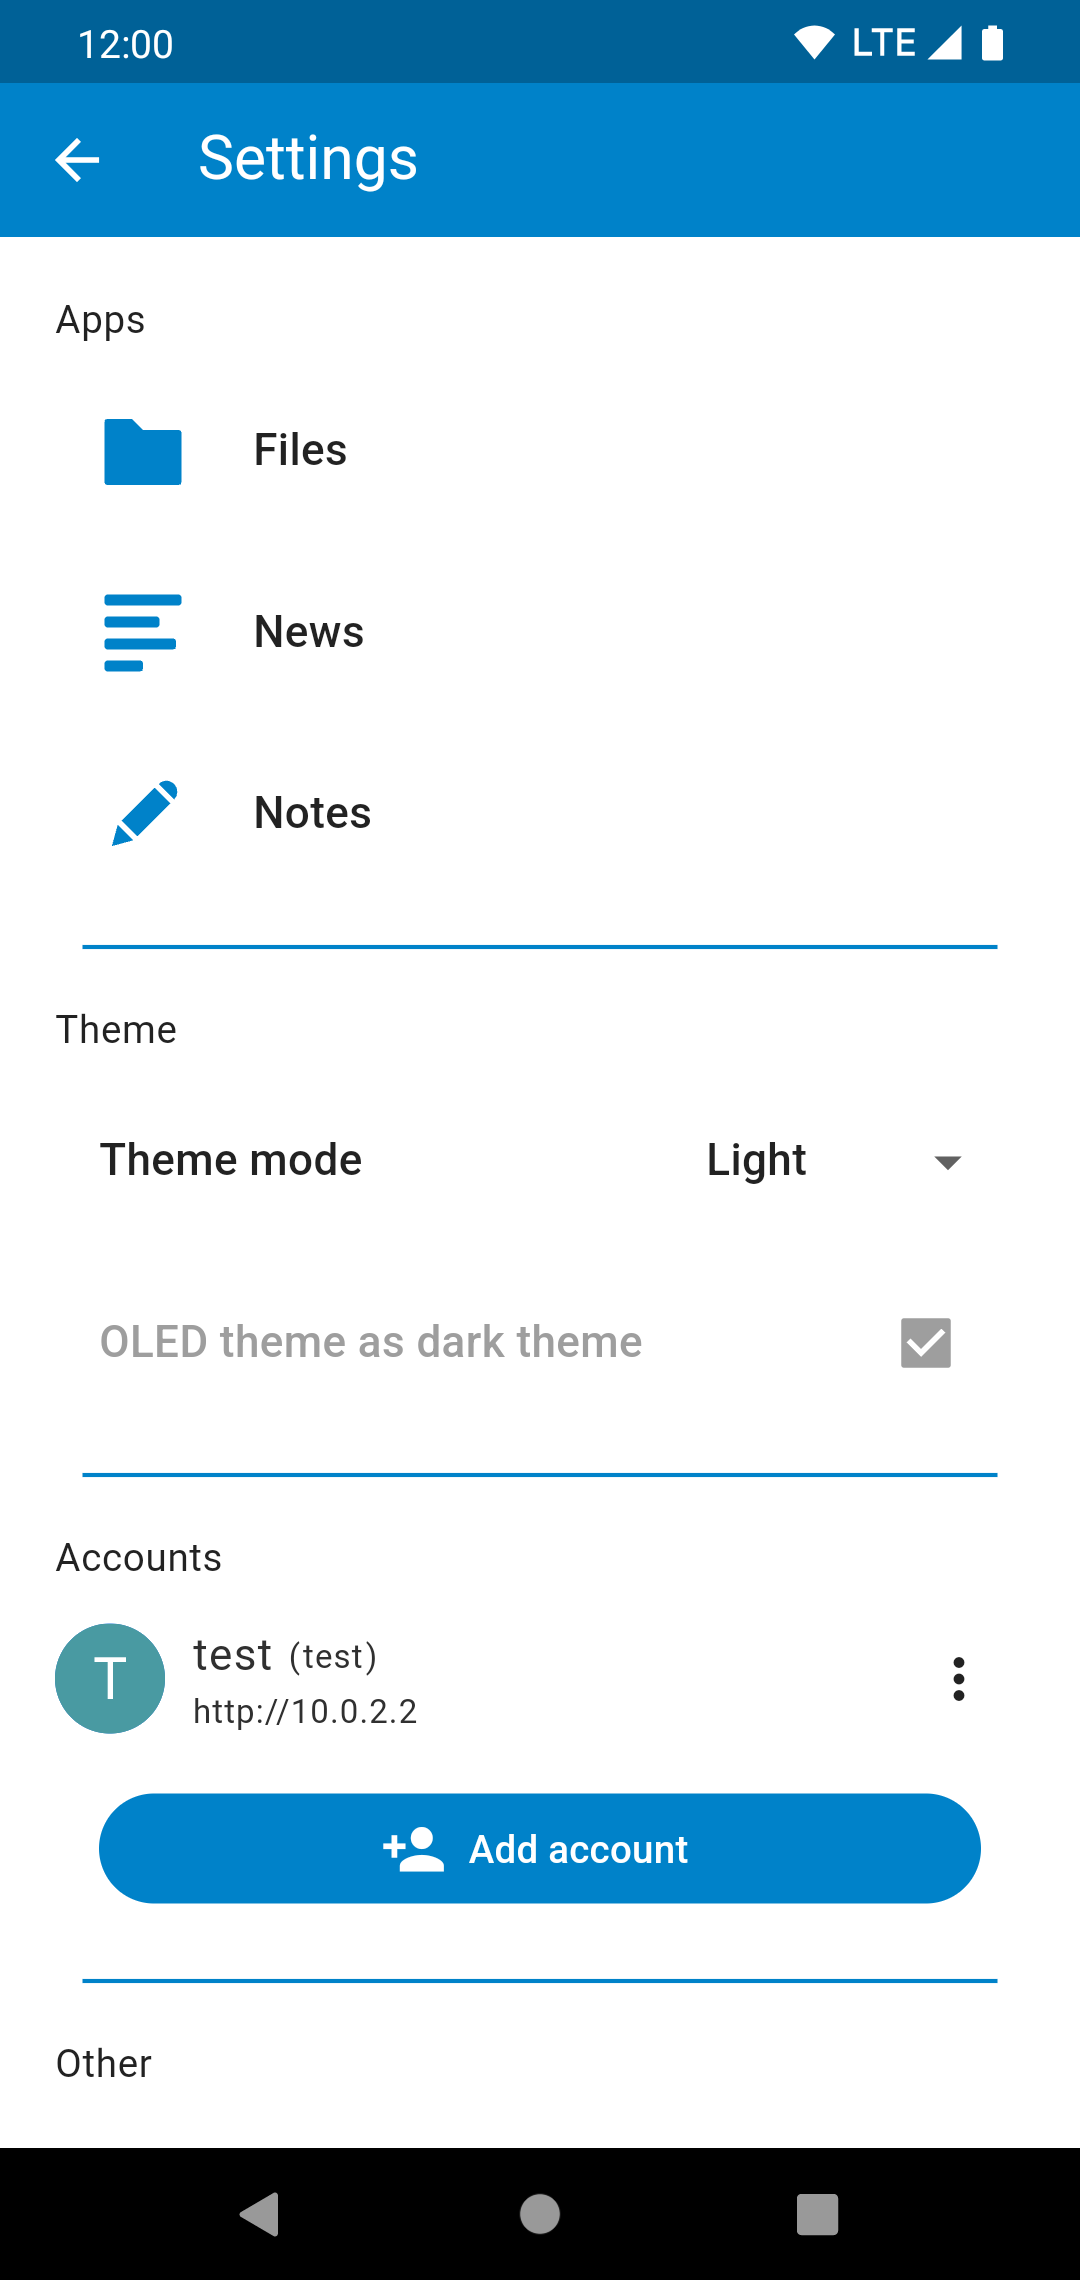 12:00 LTE
Settings
Apps
Files
News
Notes
Theme
Theme mode Light
OLED theme as dark theme
Accounts
T
test (test)
http://10.0.2.2
Add account
Other